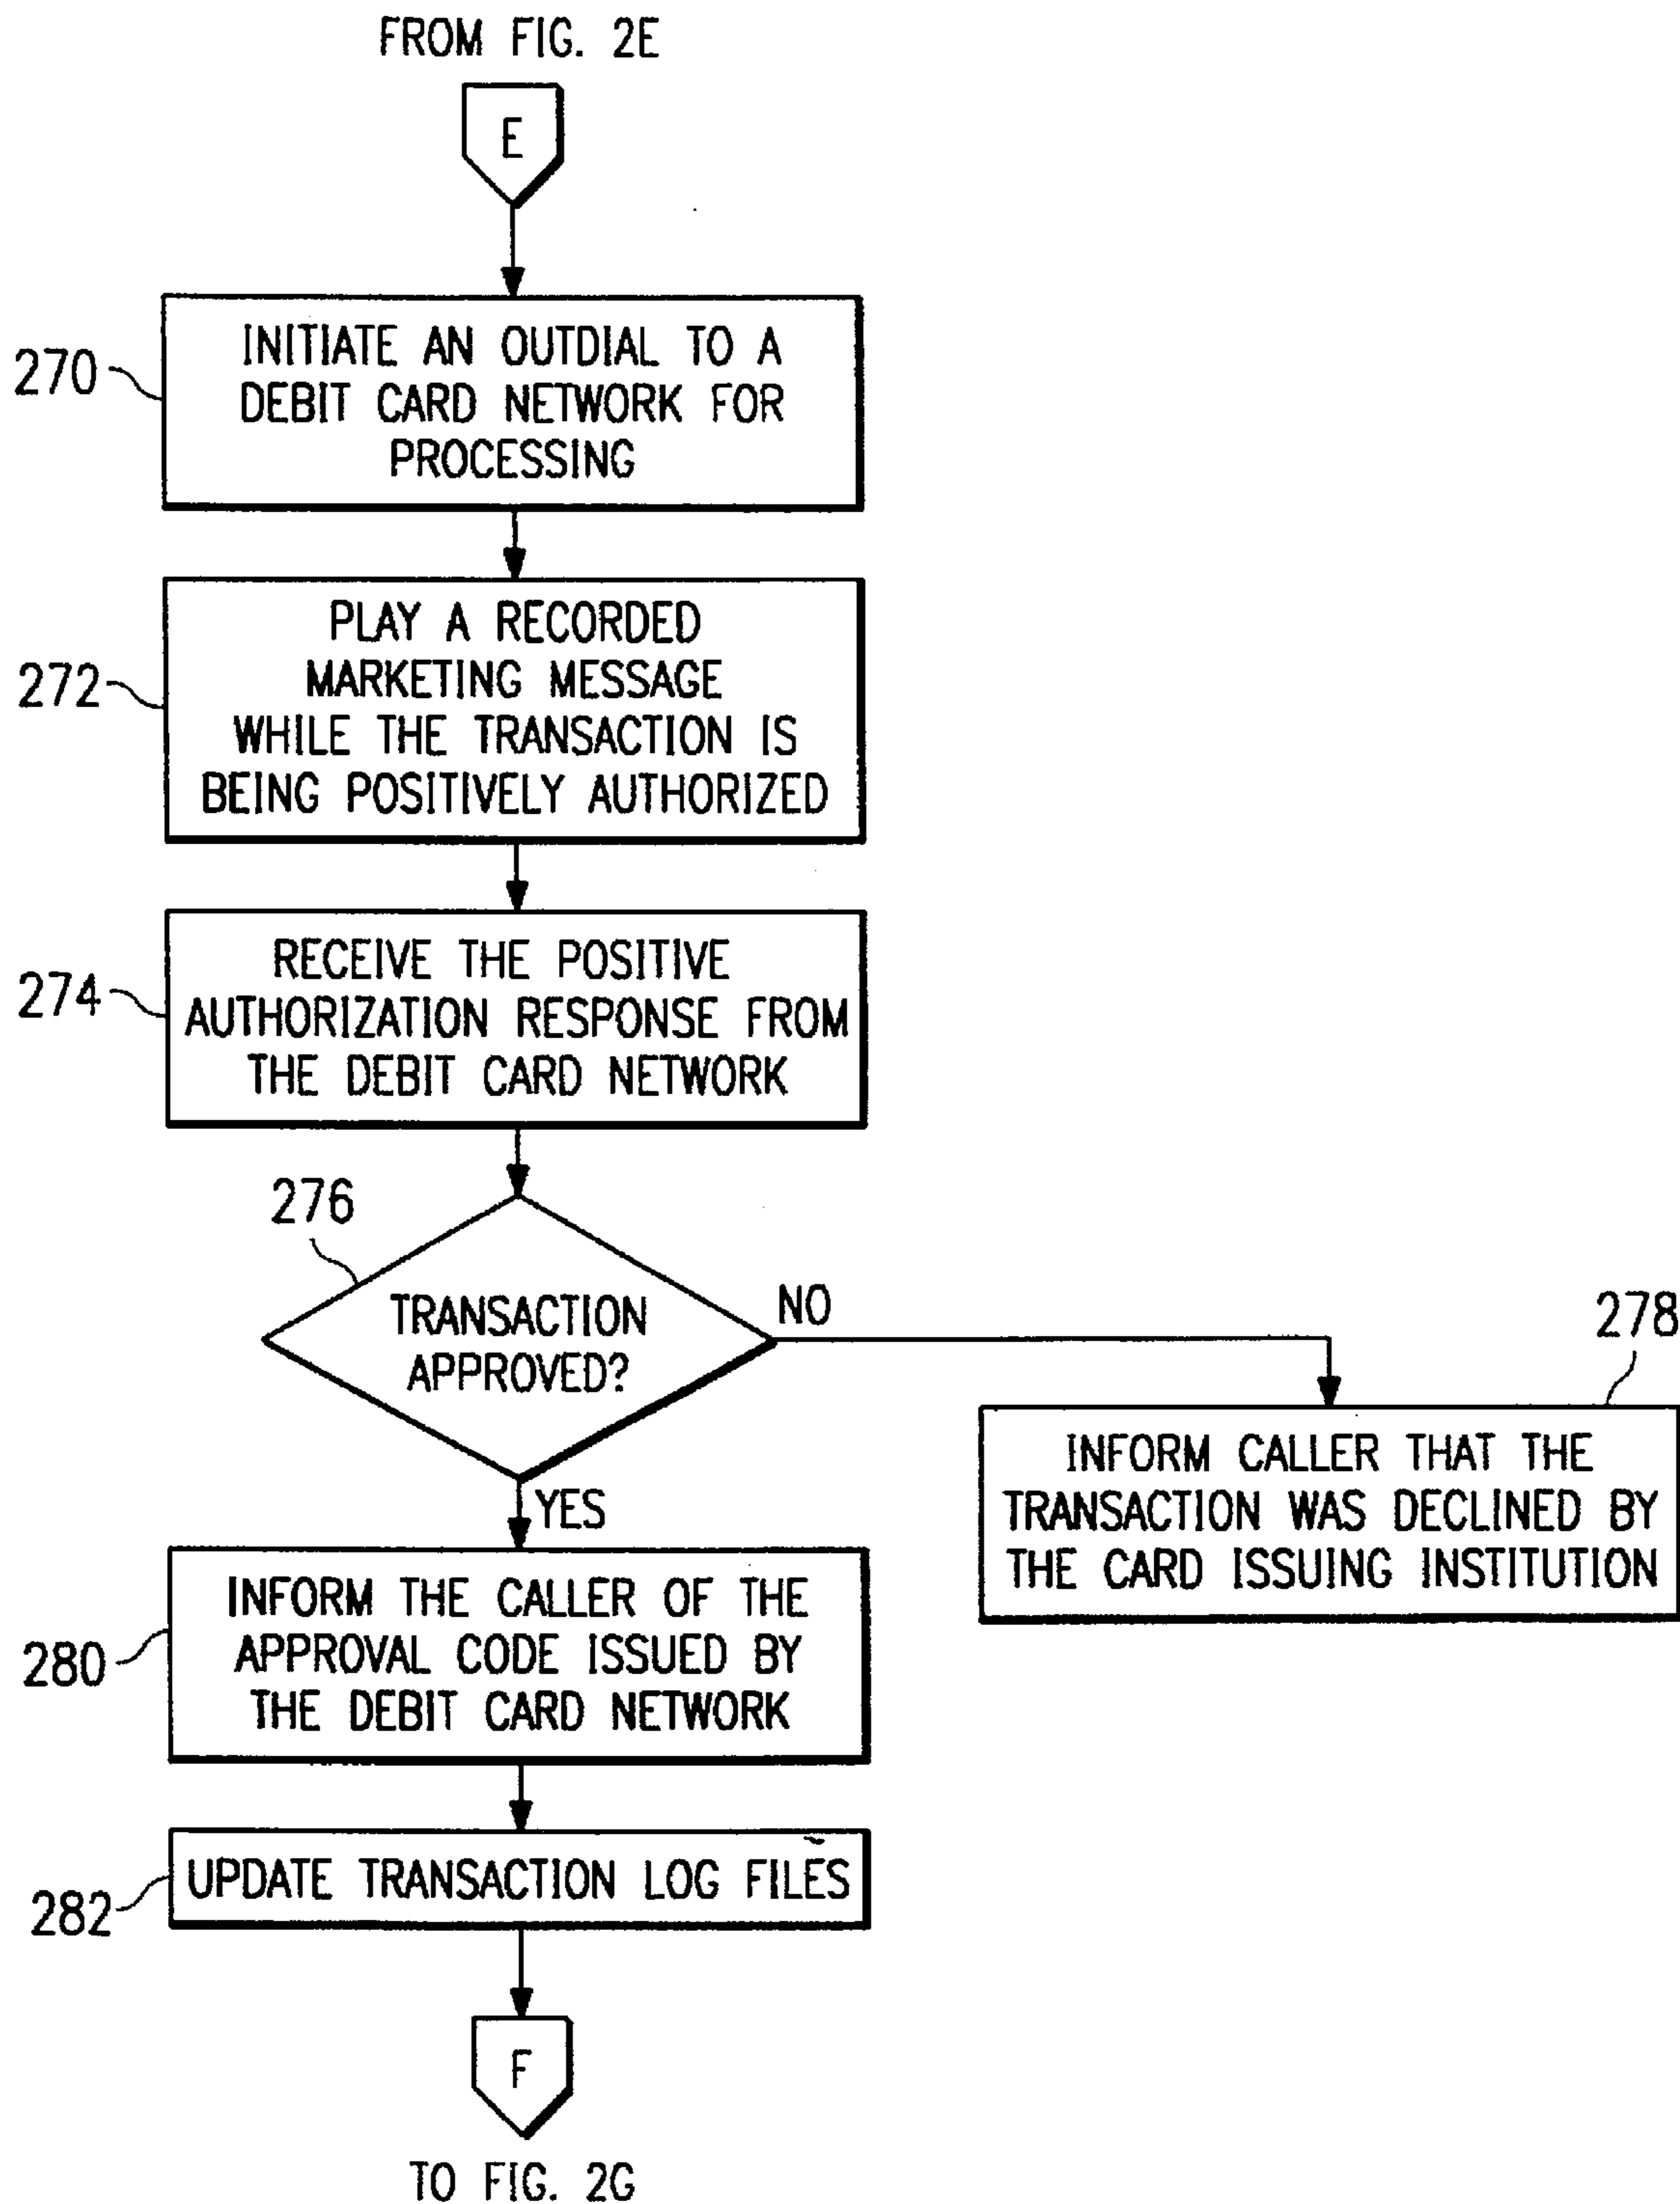 FROM FIG. 2E
E
270
INITIATE AN OUTDIAL TO A
DEBIT CARD NETWORK FOR
PROCESSING
272
PLAY A RECORDED
MARKETING MESSAGE
WHILE THE TRANSACTION IS
BEING POSITIVELY AUTHORIZED
274
RECEIVE THE POSITIVE
AUTHORIZATION RESPONSE FROM
THE DEBIT CARD NETWORK
276
TRANSACTION
APPROVED?
NO
278
INFORM CALLER THAT THE
TRANSACTION WAS DECLINED BY
THE CARD ISSUING INSTITUTION
YES
280
INFORM THE CALLER OF THE
APPROVAL CODE ISSUED BY
THE DEBIT CARD NETWORK
282
UPDATE TRANSACTION LOG FILES
F
TO FIG. 2G